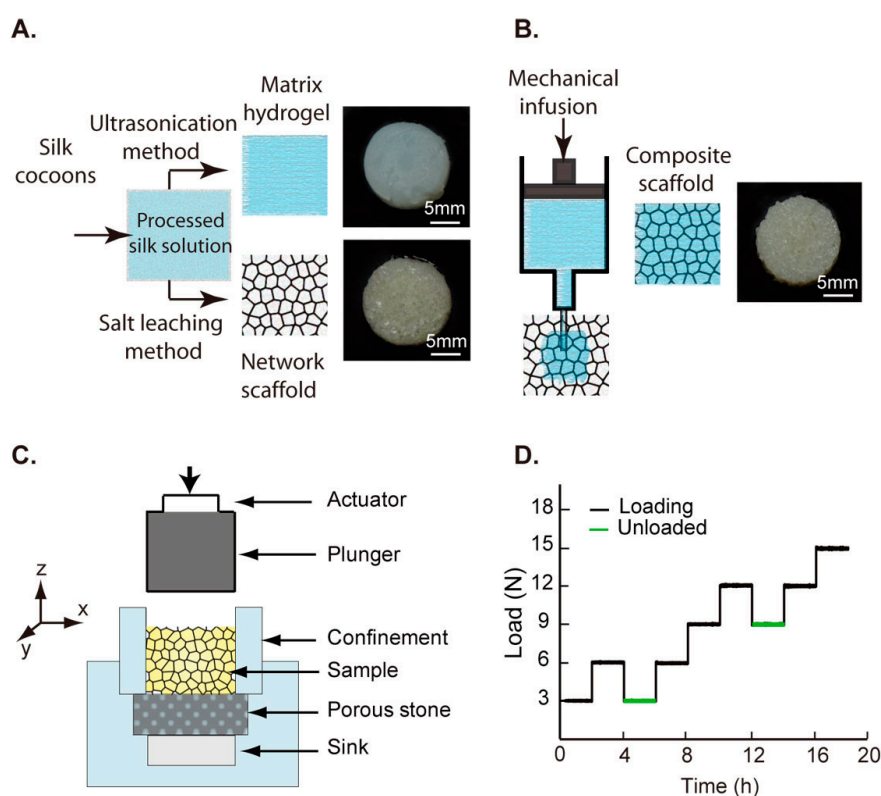 A.
Silk
cocoons
Ultrasonication
method
Processed
silk solution
Salt leaching
method
Matrix
hydrogel
5mm
5mm
Network
scaffold
B.
Mechanical
infusion
Composite
scaffold
5mm
C.
Actuator
Plunger
Confinement
Sample
Porous stone
Sink
z
x
y
D.
Loading
Unloaded
Load (N)
18
15
12
9
6
3
0 4 8 12 16 20
Time (h)